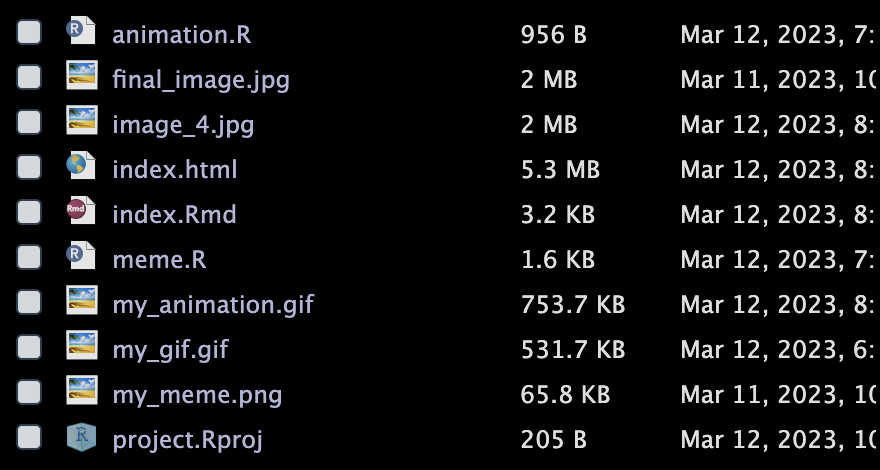 R animation.R 956 B Mar 12, 2023, 7:
final_image.jpg 2 MB Mar 11, 2023, 10
image_4.jpg 2 MB Mar 12, 2023, 8:
index.html 5.3 MB Mar 12, 2023, 8:
Rmd index.Rmd 3.2 KB Mar 12, 2023, 8:
R meme.R 1.6 KB Mar 12, 2023, 7:
my_animation.gif 753.7 KB Mar 12, 2023, 8:
my_gif.gif 531.7 KB Mar 12, 2023, 6:
my_meme.png 65.8 KB Mar 11, 2023, 10
R project.Rproj 205 B Mar 12, 2023, 10